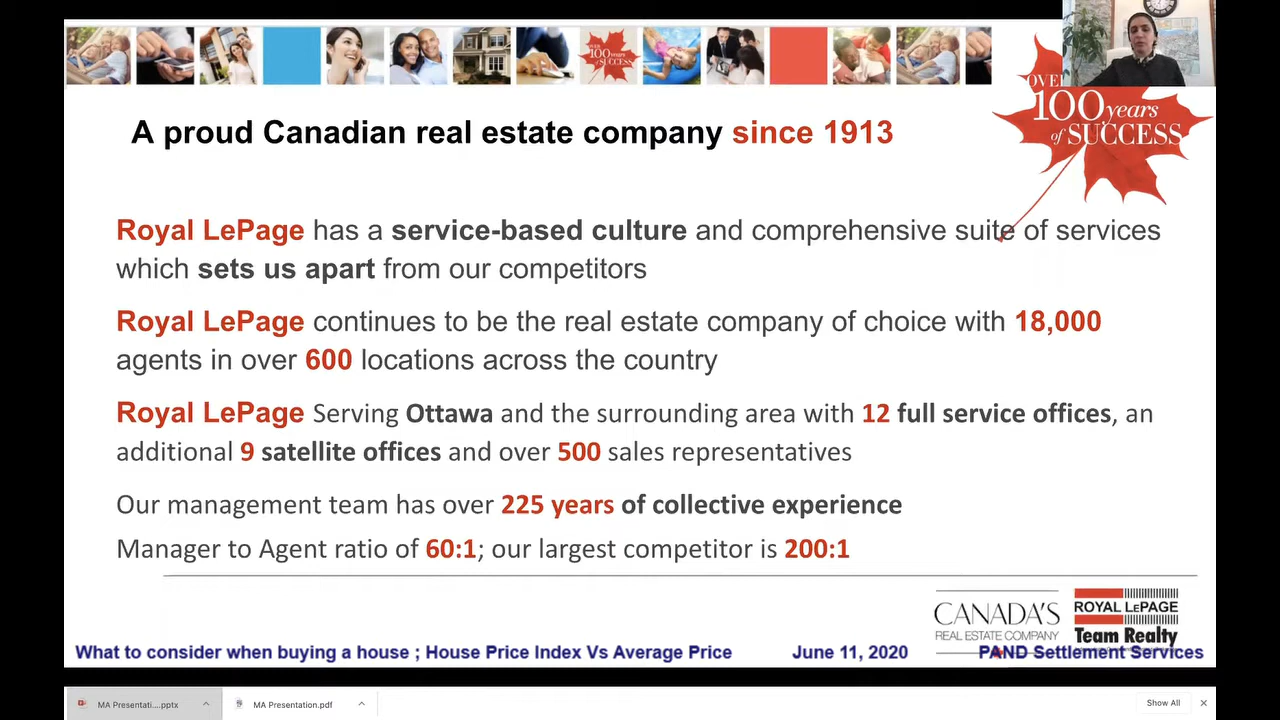 OVER
100 YEARS
of SUCCESS
OVER
100 years
of SUCCESS
A proud Canadian real estate company since 1913
Royal LePage has a service-based culture and comprehensive suite of services
which sets us apart from our competitors
Royal LePage continues to be the real estate company of choice with 18,000
agents in over 600 locations across the country
Royal LePage Serving Ottawa and the surrounding area with 12 full service offices, an
additional 9 satellite offices and over 500 sales representatives
Our management team has over 225 years of collective experience
Manager to Agent ratio of 60:1; our largest competitor is 200:1
CANADA'S
REAL ESTATE COMPANY
ROYAL LEPAGE
Team Realty
What to consider when buying a house ; House Price Index Vs Average Price June 11, 2020 PAND Settlement Services
MA Presentati....pptx MA Presentation.pdf Show All